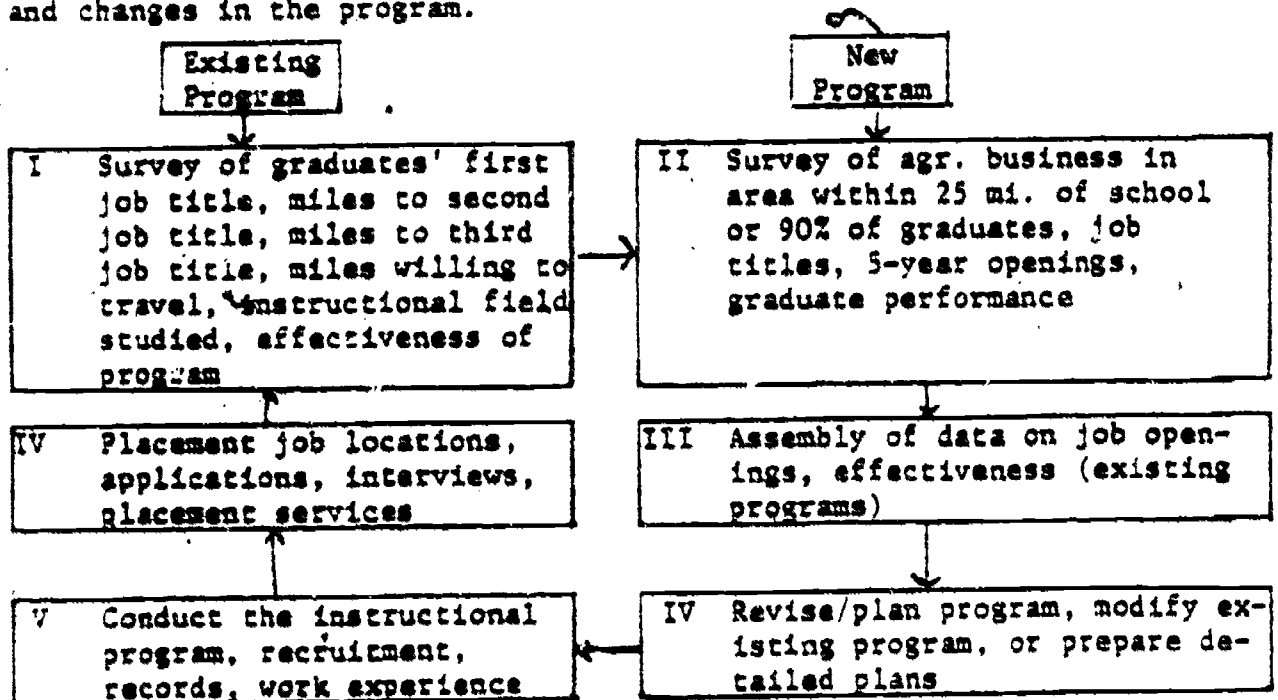 and changes in the program.
Existing
Program
New
Program
I Survey of graduates' first
job title, miles to second
job title, miles to third
job title, miles willing to
travel, instructional field
studied, effectiveness of
program
II Survey of agr. business in
area within 25 mi. of school
or 90% of graduates, job
titles, 5-year openings,
graduate performance
IV Placement job locations,
applications, interviews,
placement services
III Assembly of data on job open-
ings, effectiveness (existing
programs)
V Conduct the instructional
program, recruitment,
records, work experience
IV Revise/plan program, modify ex-
isting program, or prepare de-
tailed plans